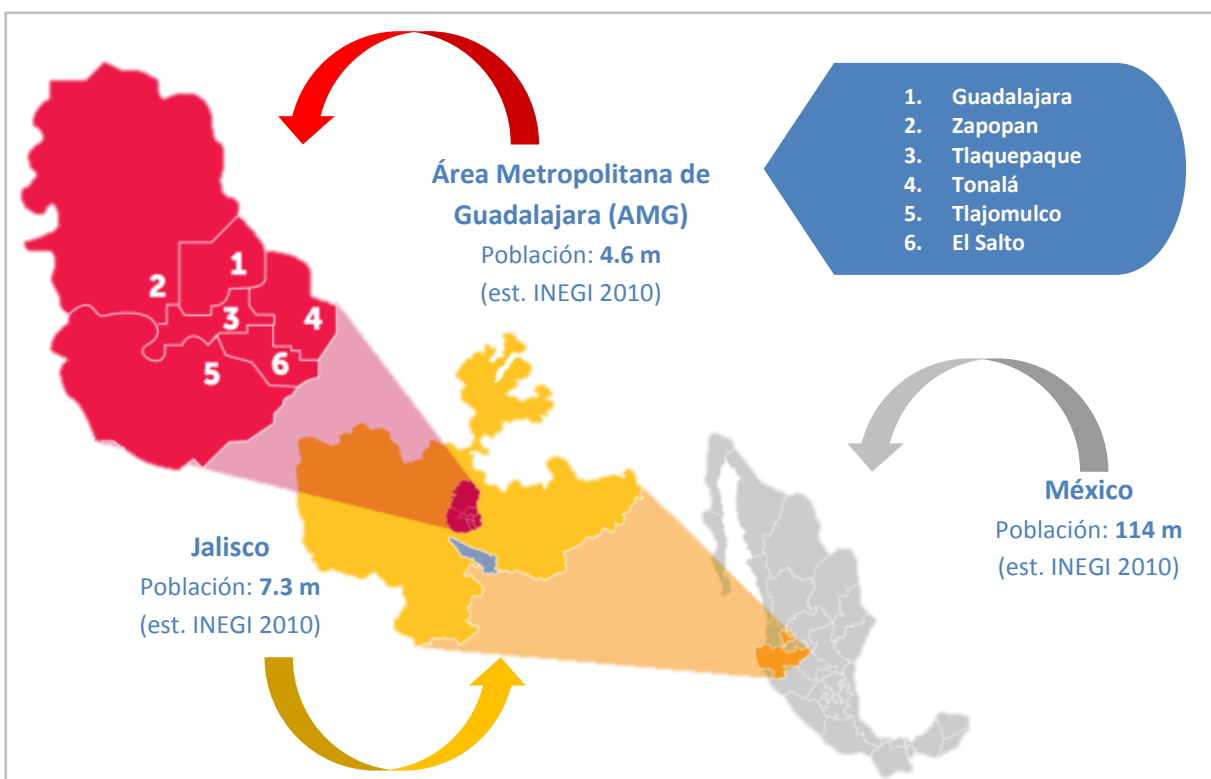 1. Guadalajara
2. Zapopan
3. Tlaquepaque
4. Tonalá
5. Tlajomulco
6. El Salto
Área Metropolitana de
Guadalajara (AMG)
Población: 4.6 m
(est. INEGI 2010)
1
2
3
4
5
6
México
Población: 114 m
(est. INEGI 2010)
Jalisco
Población: 7.3 m
(est. INEGI 2010)